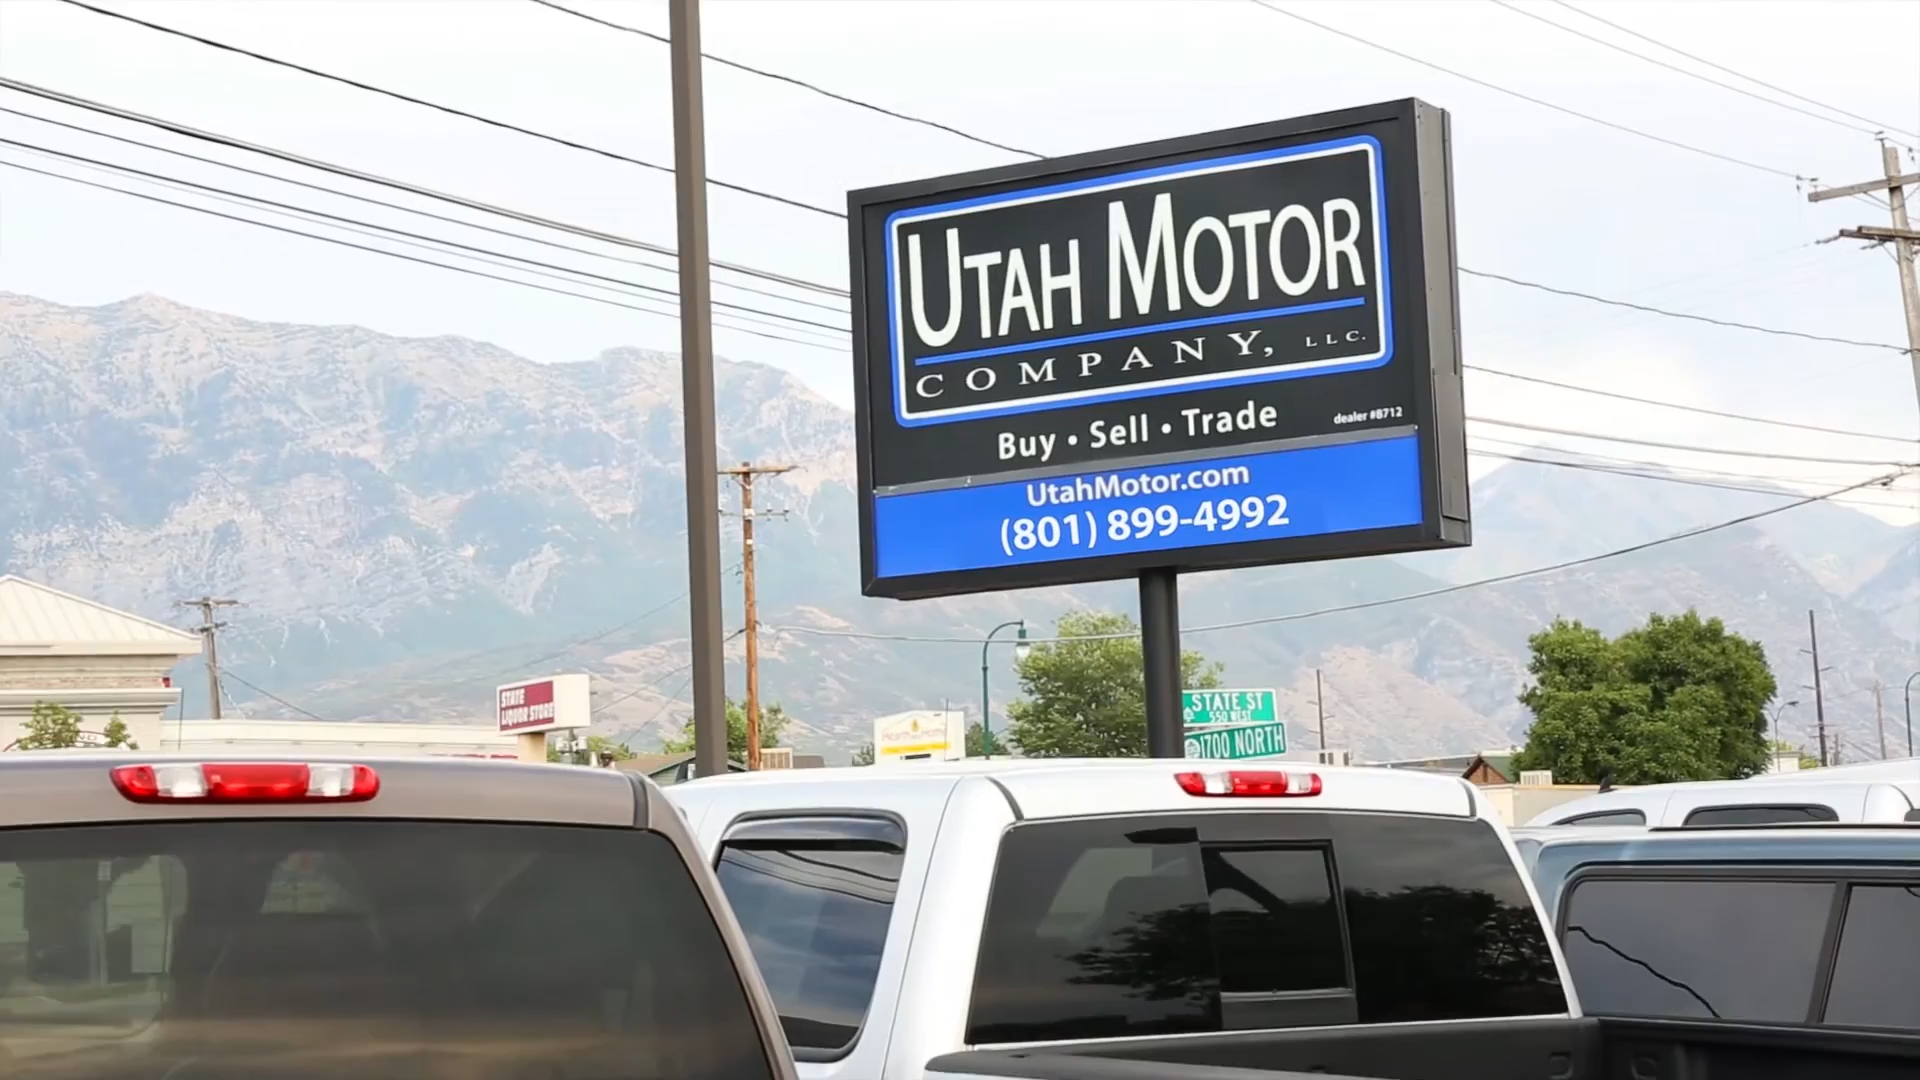 UTAH MOTOR
COMPANY, LLC.
Buy • Sell • Trade
dealer #8712
UtahMotor.com
(801) 899-4992
STATE
LIQUOR STORE
STATE ST
550 WEST
1700 NORTH